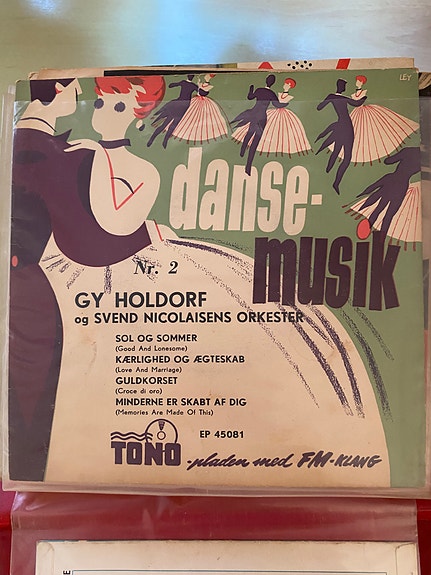 LEY
danse-
musik
Nr. 2
GY HOLDORF
og SVEND NICOLAISENS ORKESTER
SOL OG SOMMER
(Good And Lonesome)
KÆRLIGHED OG ÆGTESKAB
(Love And Marriage)
GULDKORSET
(Croce di oro)
MINDERNE ER SKABT AF DIG
(Memories Are Made Of This)
EP 45081
TONO -pladen med FM-KLANG